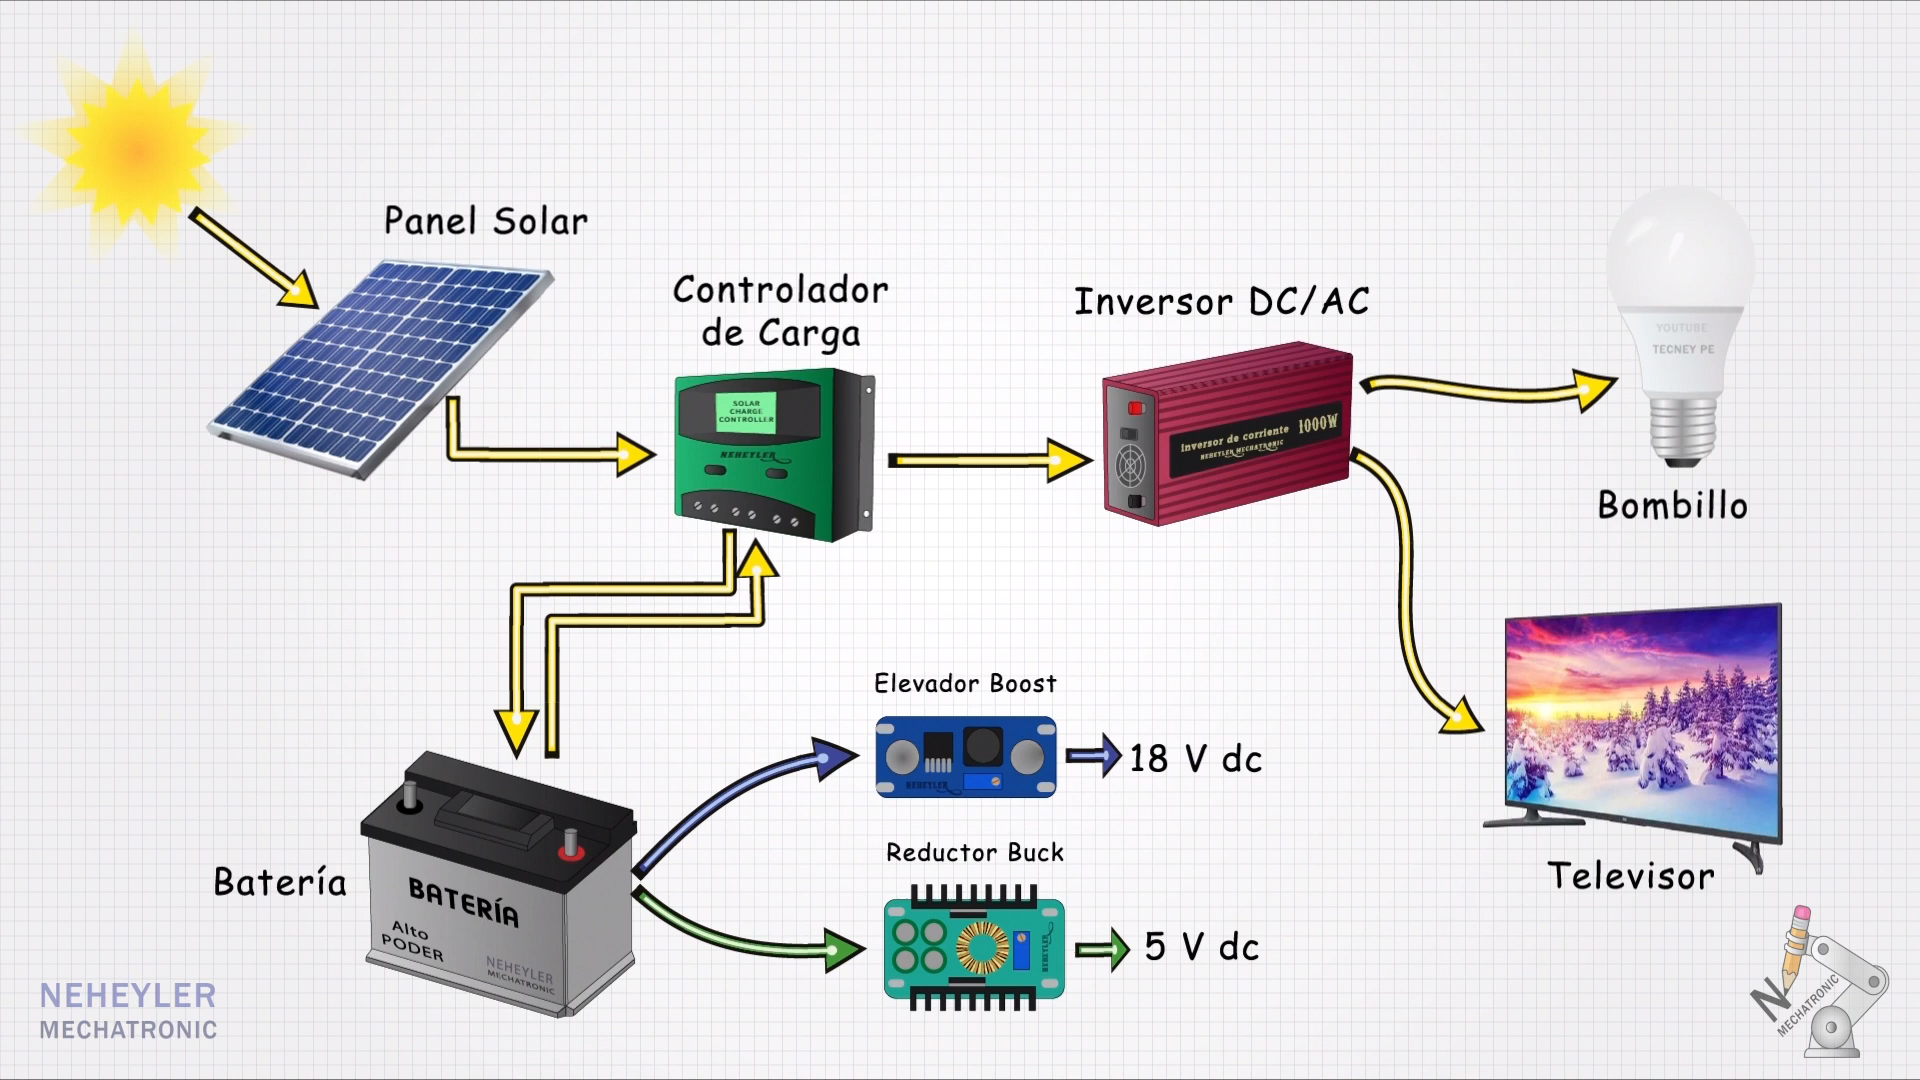 Panel Solar
Controlador
de Carga
SOLAR
CHARGE
CONTROLLER
NEHEYLER
Inversor DC/AC
Inversor de corriente 1000W
NEHEYLER MECHATRONIC
YOUTUBE
TECNEY PE
Bombillo
Televisor
Elevador Boost
NEHEYLER
18 V dc
Reductor Buck
NEHEYLER
5 V dc
Batería
BATERÍA
Alto
PODER
NEHEYLER
MECHATRONIC
NEHEYLER
MECHATRONIC
N
MECHATRONIC